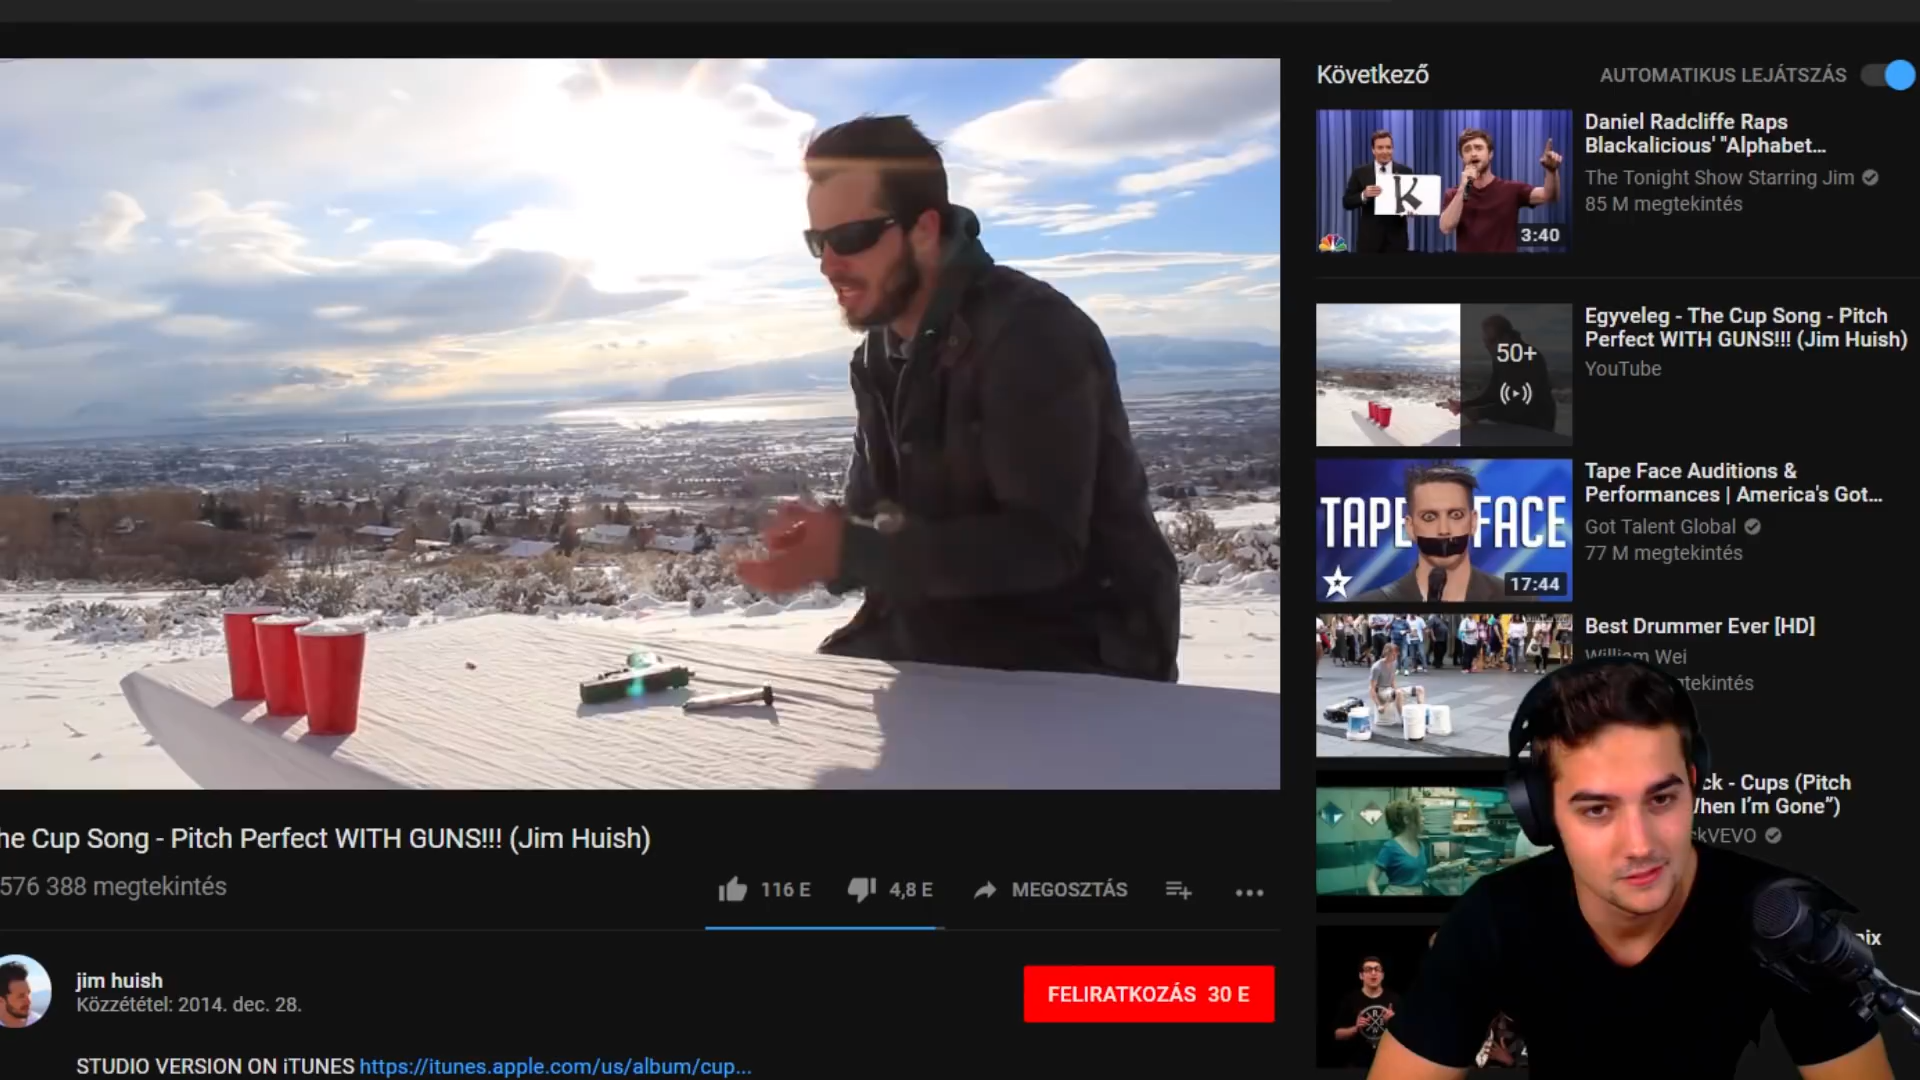 he Cup Song - Pitch Perfect WITH GUNS!!! (Jim Huish)
576 388 megtekintés
116 E
4,8 E
MEGOSZTÁS
jim huish
Közzététel: 2014. dec. 28.
FELIRATKOZÁS 30 E
STUDIO VERSION ON iTUNES https://itunes.apple.com/us/album/cup...
Következő
AUTOMATIKUS LEJÁTSZÁS
K
3:40
Daniel Radcliffe Raps
Blackalicious' "Alphabet...
The Tonight Show Starring Jim
85 M megtekintés
50+
Egyveleg - The Cup Song - Pitch
Perfect WITH GUNS!!! (Jim Huish)
YouTube
TAPE FACE
17:44
Tape Face Auditions &
Performances | America's Got...
Got Talent Global
77 M megtekintés
Best Drummer Ever [HD]
William Wei
gtekintés
ck - Cups (Pitch
When I'm Gone”)
kVEVO